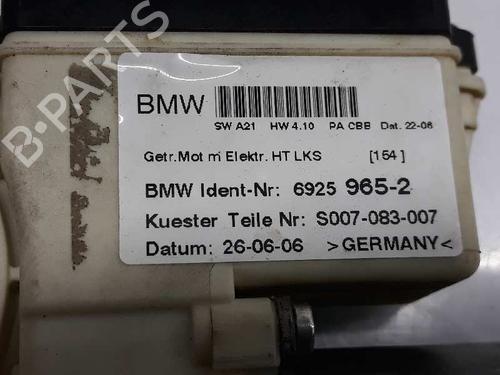 BMW
SW A21 HW 4.10 PA CBB Dat. 22-06
Getr.Mot m Elektr. HT LKS [154]
BMW Ident-Nr: 6925 965-2
Kuester Teile Nr: S007-083-007
Datum: 26-06-06 >GERMANY<
B-PARTS